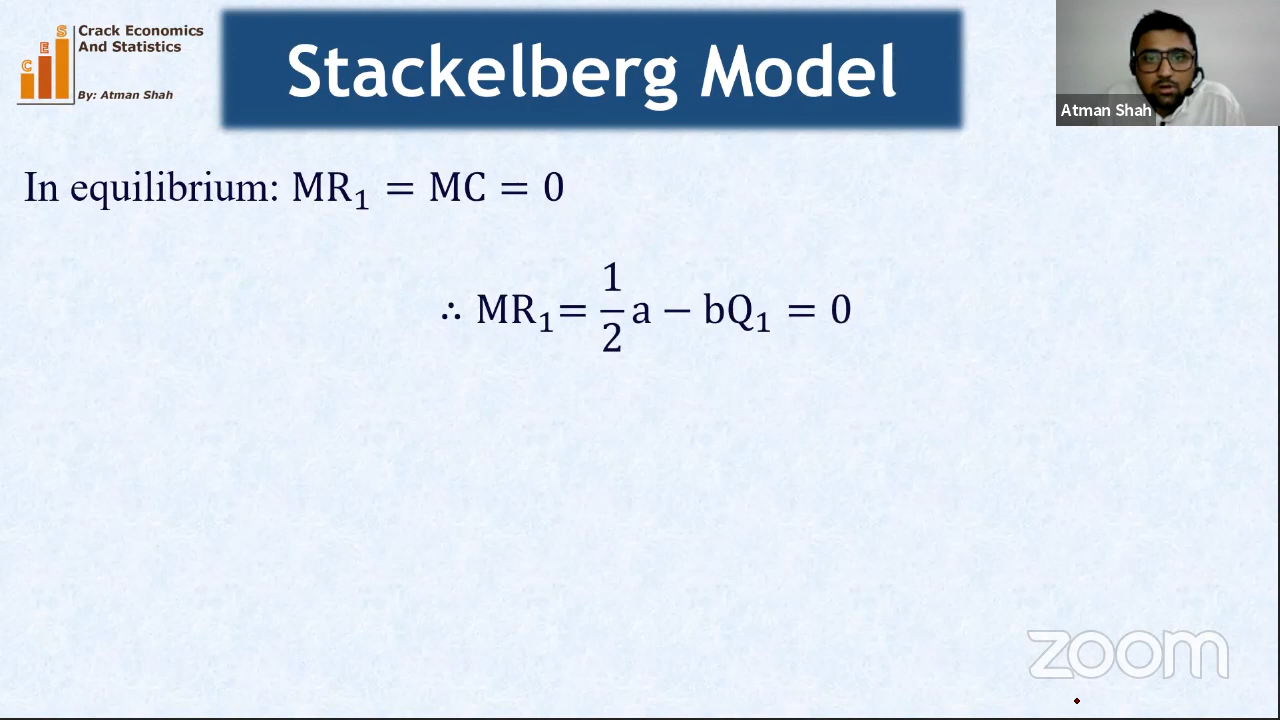 S
E
C
Crack Economics
And Statistics
By: Atman Shah
Stackelberg Model
Atman Shah
In equilibrium: MR₁ = MC = 0
∴ MR₁= 1/2 a − bQ₁ = 0
zoom